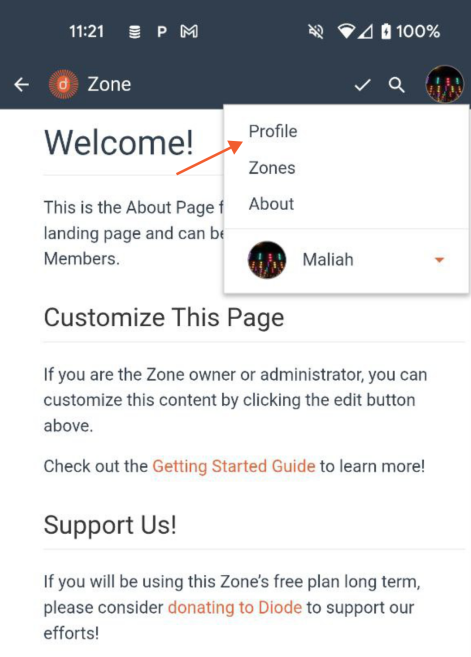 11:21 P 100%
d Zone
Profile
Zones
About
Maliah
Welcome!
This is the About Page f
landing page and can be
Members.
Customize This Page
If you are the Zone owner or administrator, you can
customize this content by clicking the edit button
above.
Check out the Getting Started Guide to learn more!
Support Us!
If you will be using this Zone's free plan long term,
please consider donating to Diode to support our
efforts!